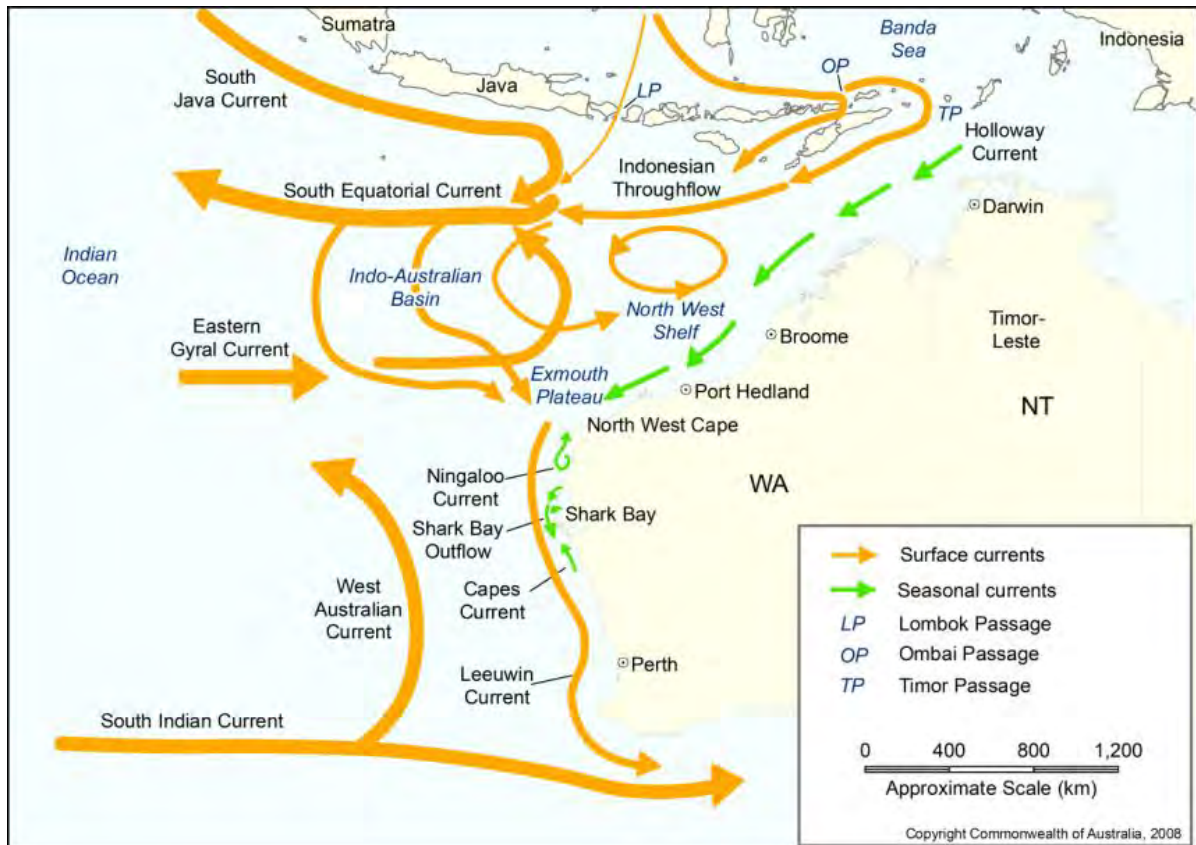 Sumatra
Banda
Sea
Indonesia
South
Java Current
Java
LP
OP
TP
Holloway
Current
Indonesian
Throughflow
South Equatorial Current
Darwin
Indian
Ocean
Indo-Australian
Basin
North West
Shelf
Eastern
Gyral Current
Broome
Timor-
Leste
Exmouth
Plateau
Port Hedland
NT
North West Cape
Ningaloo
Current
WA
Shark Bay
Shark Bay
Outflow
West
Australian
Current
Capes
Current
Leeuwin
Current
Perth
South Indian Current
Surface currents
Seasonal currents
LP Lombok Passage
OP Ombai Passage
TP Timor Passage
0 400 800 1,200
Approximate Scale (km)
Copyright Commonwealth of Australia, 2008